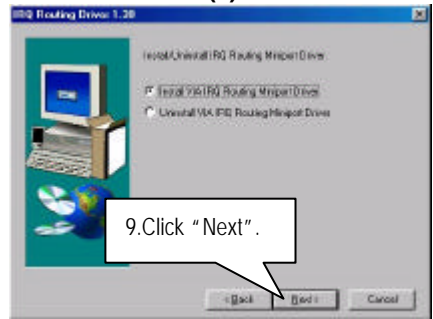 (s)
IRQ Routing Driver 1.20
Install/Uninstall IRQ Routing Miniport Driver
Install VIA IRQ Routing Miniport Driver
Uninstall VIA IRQ Routing Miniport Driver
9.Click “Next”.
<Back
Next>
Cancel